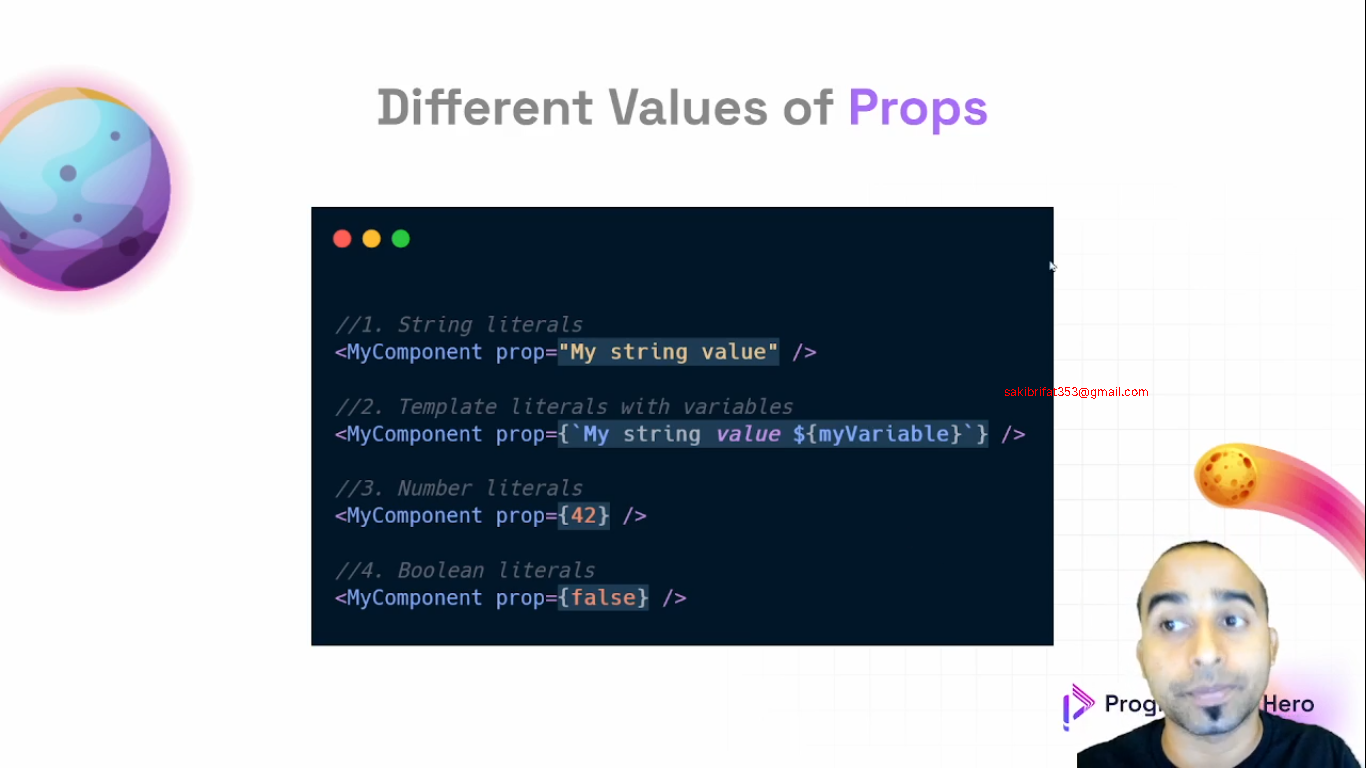 Different Values of Props
//1. String literals
<MyComponent prop="My string value" />
sakibrifat353@gmail.com
//2. Template literals with variables
<MyComponent prop={`My string value ${myVariable}`} />
//3. Number literals
<MyComponent prop={42} />
//4. Boolean literals
<MyComponent prop={false} />
Hero